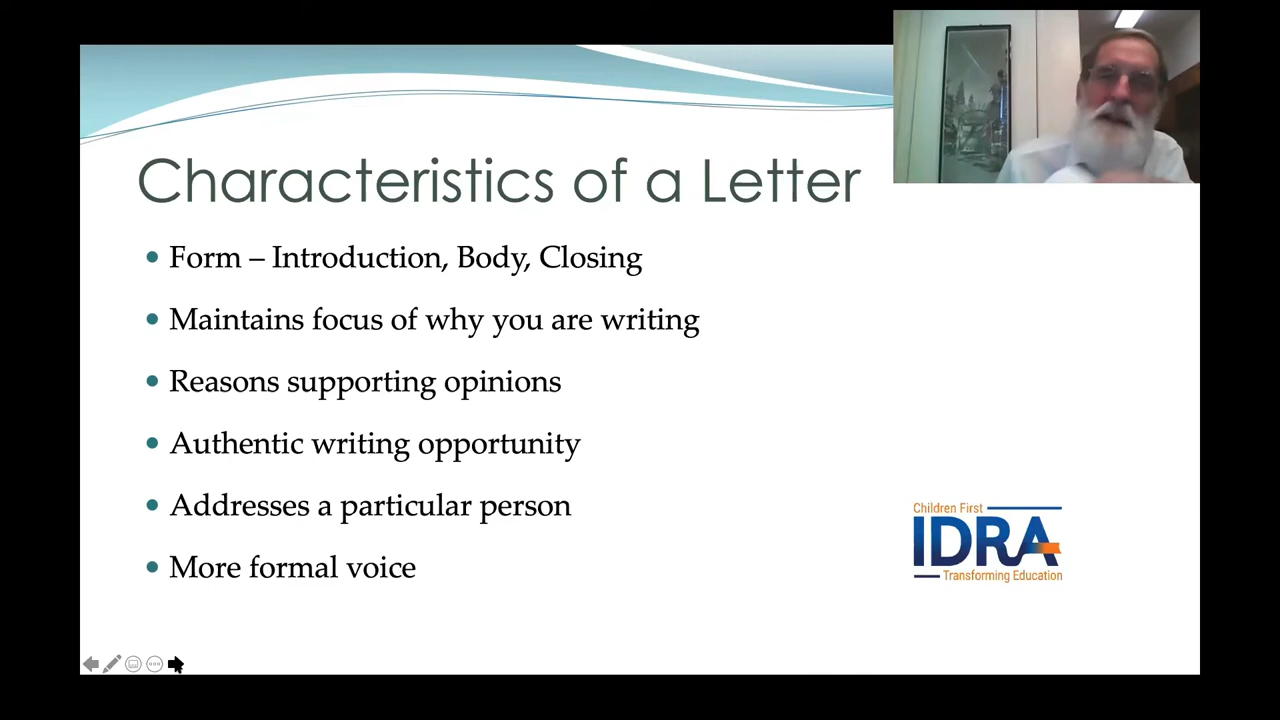 Characteristics of a Letter
• Form – Introduction, Body, Closing
• Maintains focus of why you are writing
• Reasons supporting opinions
• Authentic writing opportunity
• Addresses a particular person
• More formal voice
Children First
IDRA
Transforming Education